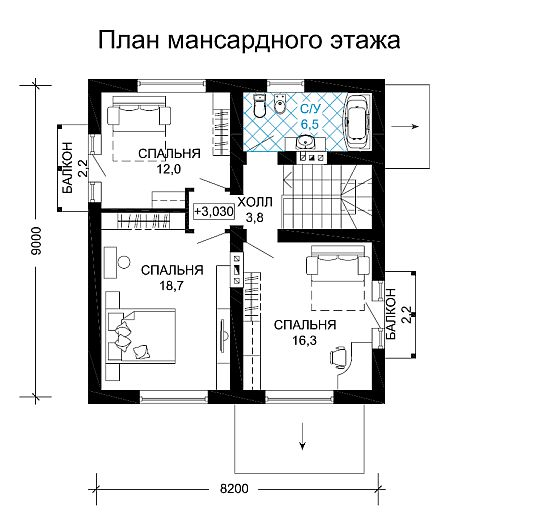 План мансардного этажа
С/У
6,5
СПАЛЬНЯ
12,0
БАЛКОН
2,2
+3,030
ХОЛЛ
3,8
9000
СПАЛЬНЯ
18,7
СПАЛЬНЯ
16,3
БАЛКОН
2,2
8200